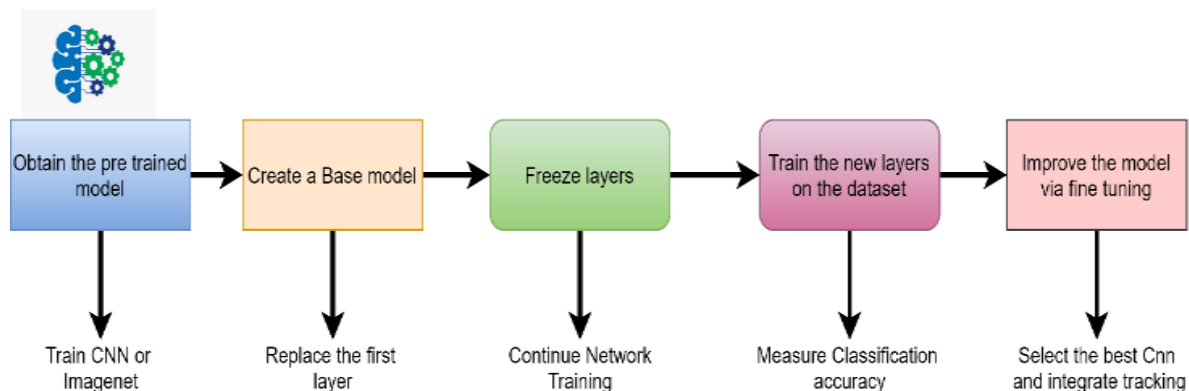 Obtain the pre trained
model
Create a Base model
Freeze layers
Train the new layers
on the dataset
Improve the model
via fine tuning
Train CNN or
Imagenet
Replace the first
layer
Continue Network
Training
Measure Classification
accuracy
Select the best Cnn
and integrate tracking